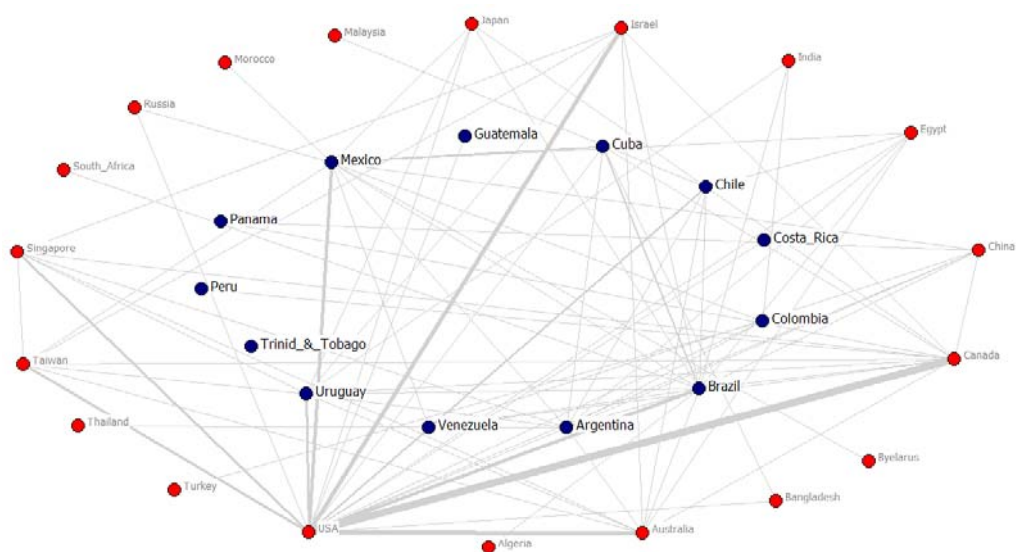 Japan
Israel
Malaysia
Morocco
India
Russia
Guatemala
Egypt
Cuba
Mexico
South_Africa
Chile
Panama
Costa_Rica
Singapore
China
Peru
Colombia
Trinid_&_Tobago
Taiwan
Canada
Uruguay
Brazil
Thailand
Venezuela
Argentina
Byelarus
Turkey
Bangladesh
USA
Australia
Algeria